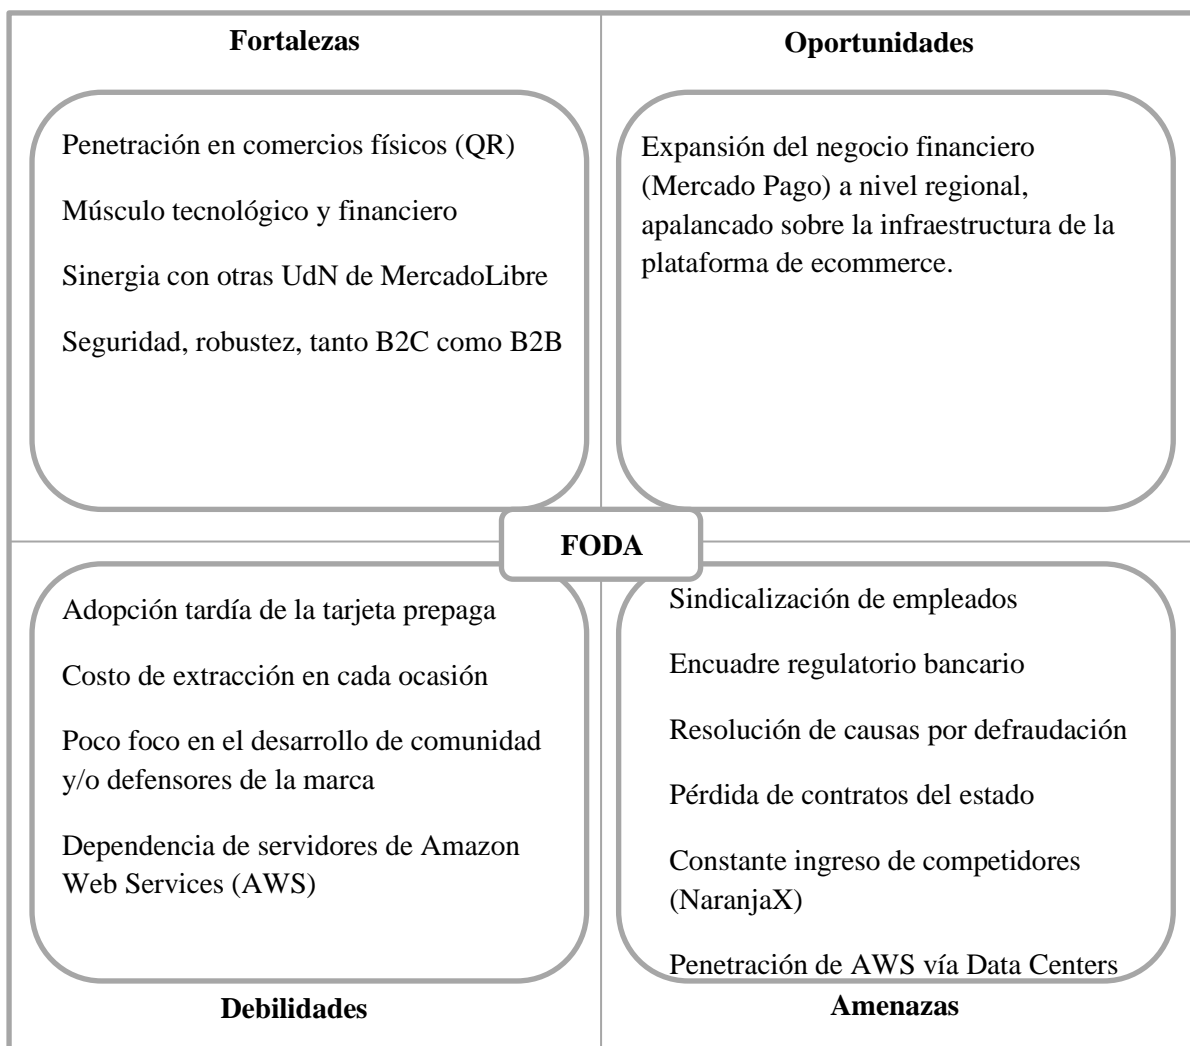 Fortalezas
Penetración en comercios físicos (QR)
Músculo tecnológico y financiero
Sinergia con otras UdN de MercadoLibre
Seguridad, robustez, tanto B2C como B2B
Oportunidades
Expansión del negocio financiero
(Mercado Pago) a nivel regional,
apalancado sobre la infraestructura de la
plataforma de ecommerce.
FODA
Adopción tardía de la tarjeta prepaga
Costo de extracción en cada ocasión
Poco foco en el desarrollo de comunidad
y/o defensores de la marca
Dependencia de servidores de Amazon
Web Services (AWS)
Debilidades
Sindicalización de empleados
Encuadre regulatorio bancario
Resolución de causas por defraudación
Pérdida de contratos del estado
Constante ingreso de competidores
(NaranjaX)
Penetración de AWS vía Data Centers
Amenazas